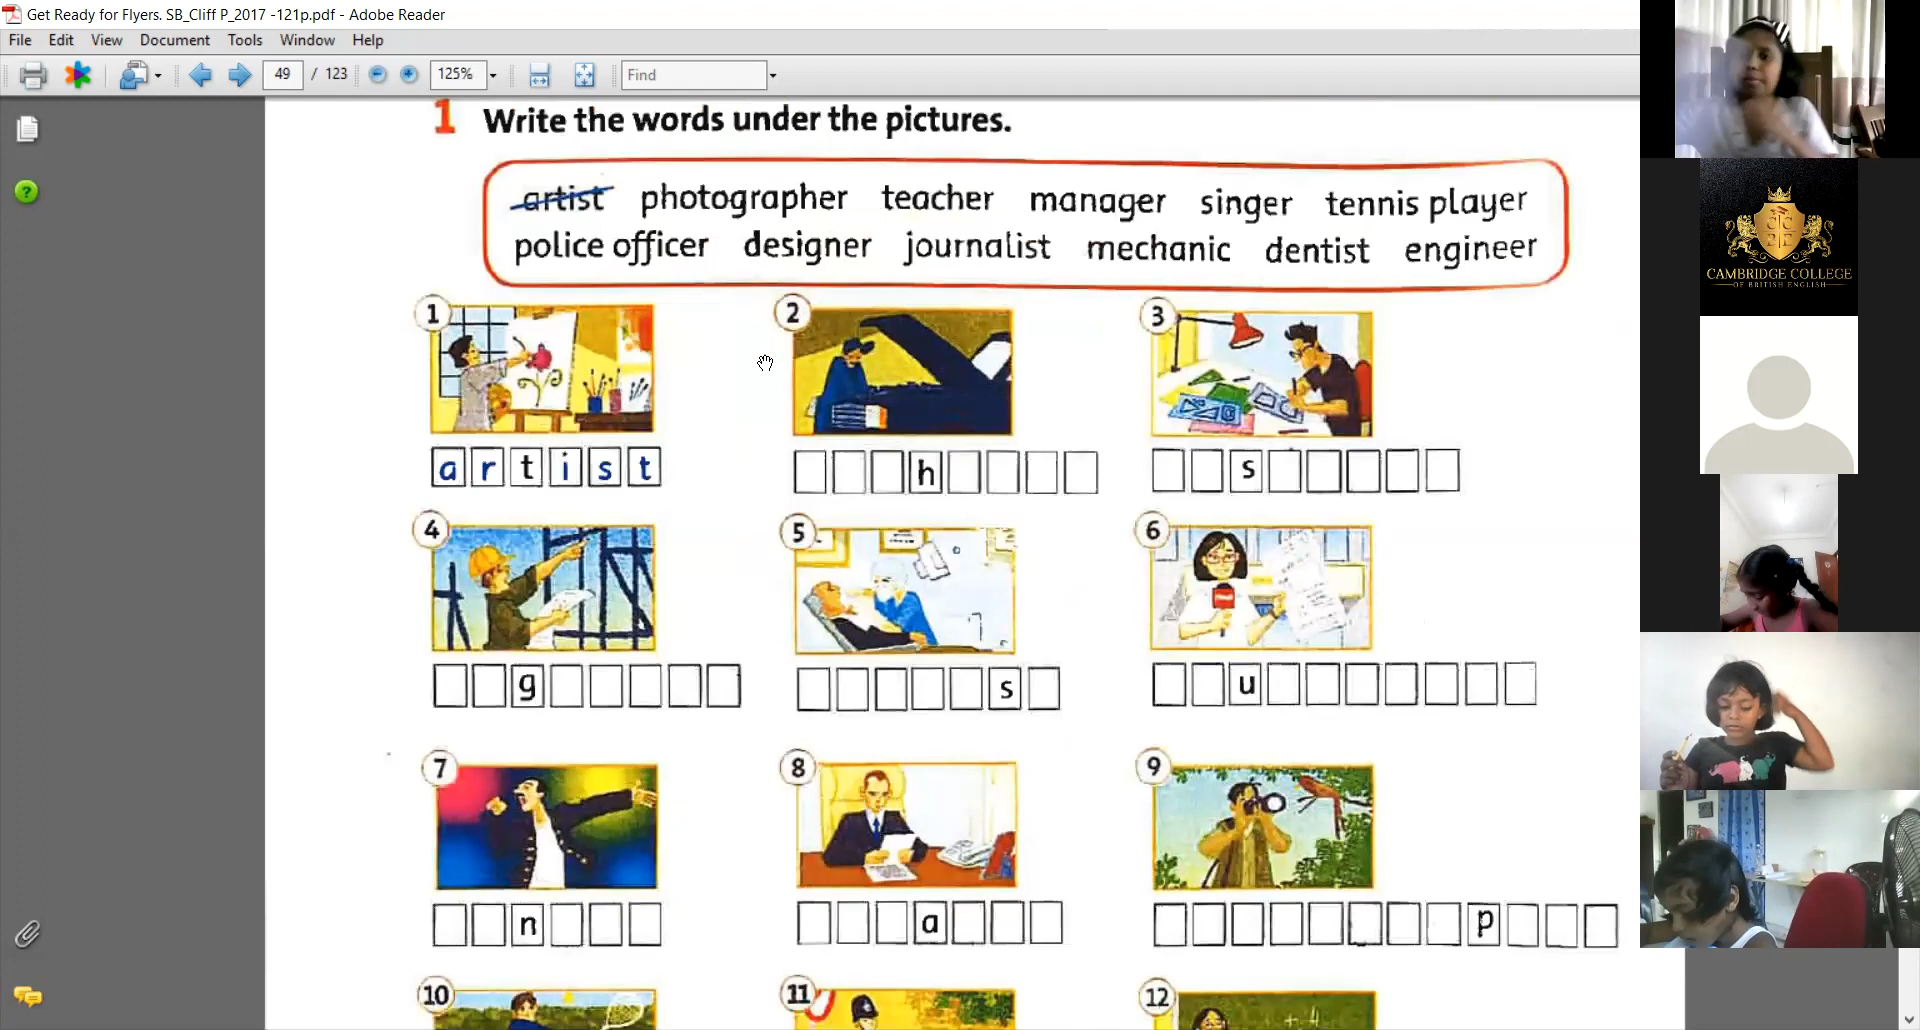 Get Ready for Flyers. SB_Cliff P_2017 -121p.pdf - Adobe Reader
File Edit View Document Tools Window Help
49 / 123 125% Find
1 Write the words under the pictures.
artist photographer teacher manager singer tennis player
police officer designer journalist mechanic dentist engineer
1 2 3
artist h s
4 5 6
g s u
7 8 9
n a p
10 11 12
CAMBRIDGE COLLEGE
OF BRITISH ENGLISH